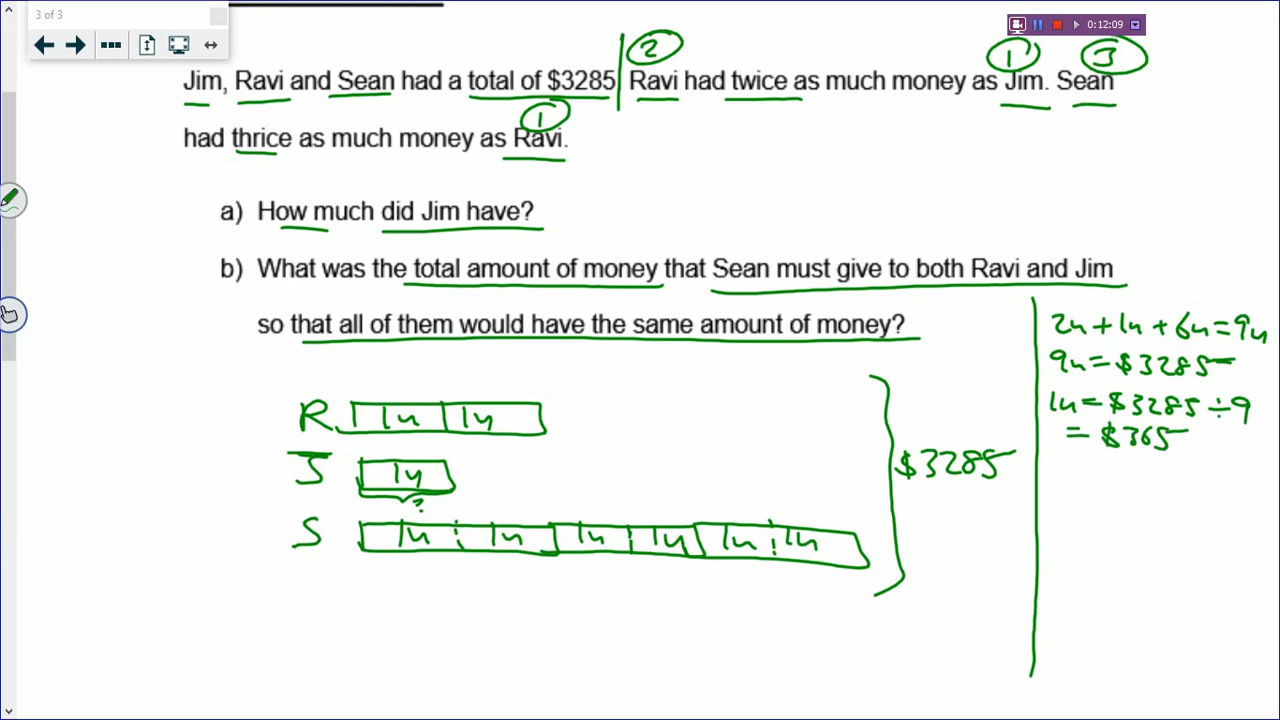 3 of 3
0:12:09
2 1 3
Jim, Ravi and Sean had a total of $3285 Ravi had twice as much money as Jim. Sean
1
had thrice as much money as Ravi.
a) How much did Jim have?
b) What was the total amount of money that Sean must give to both Ravi and Jim
so that all of them would have the same amount of money?
2u + 1u + 6u = 9u
9u = $3285
1u = $3285 ÷ 9
= $365
R 1u 1u
J 1u
?
$3285
S 1u 1u 1u 1u 1u 1u